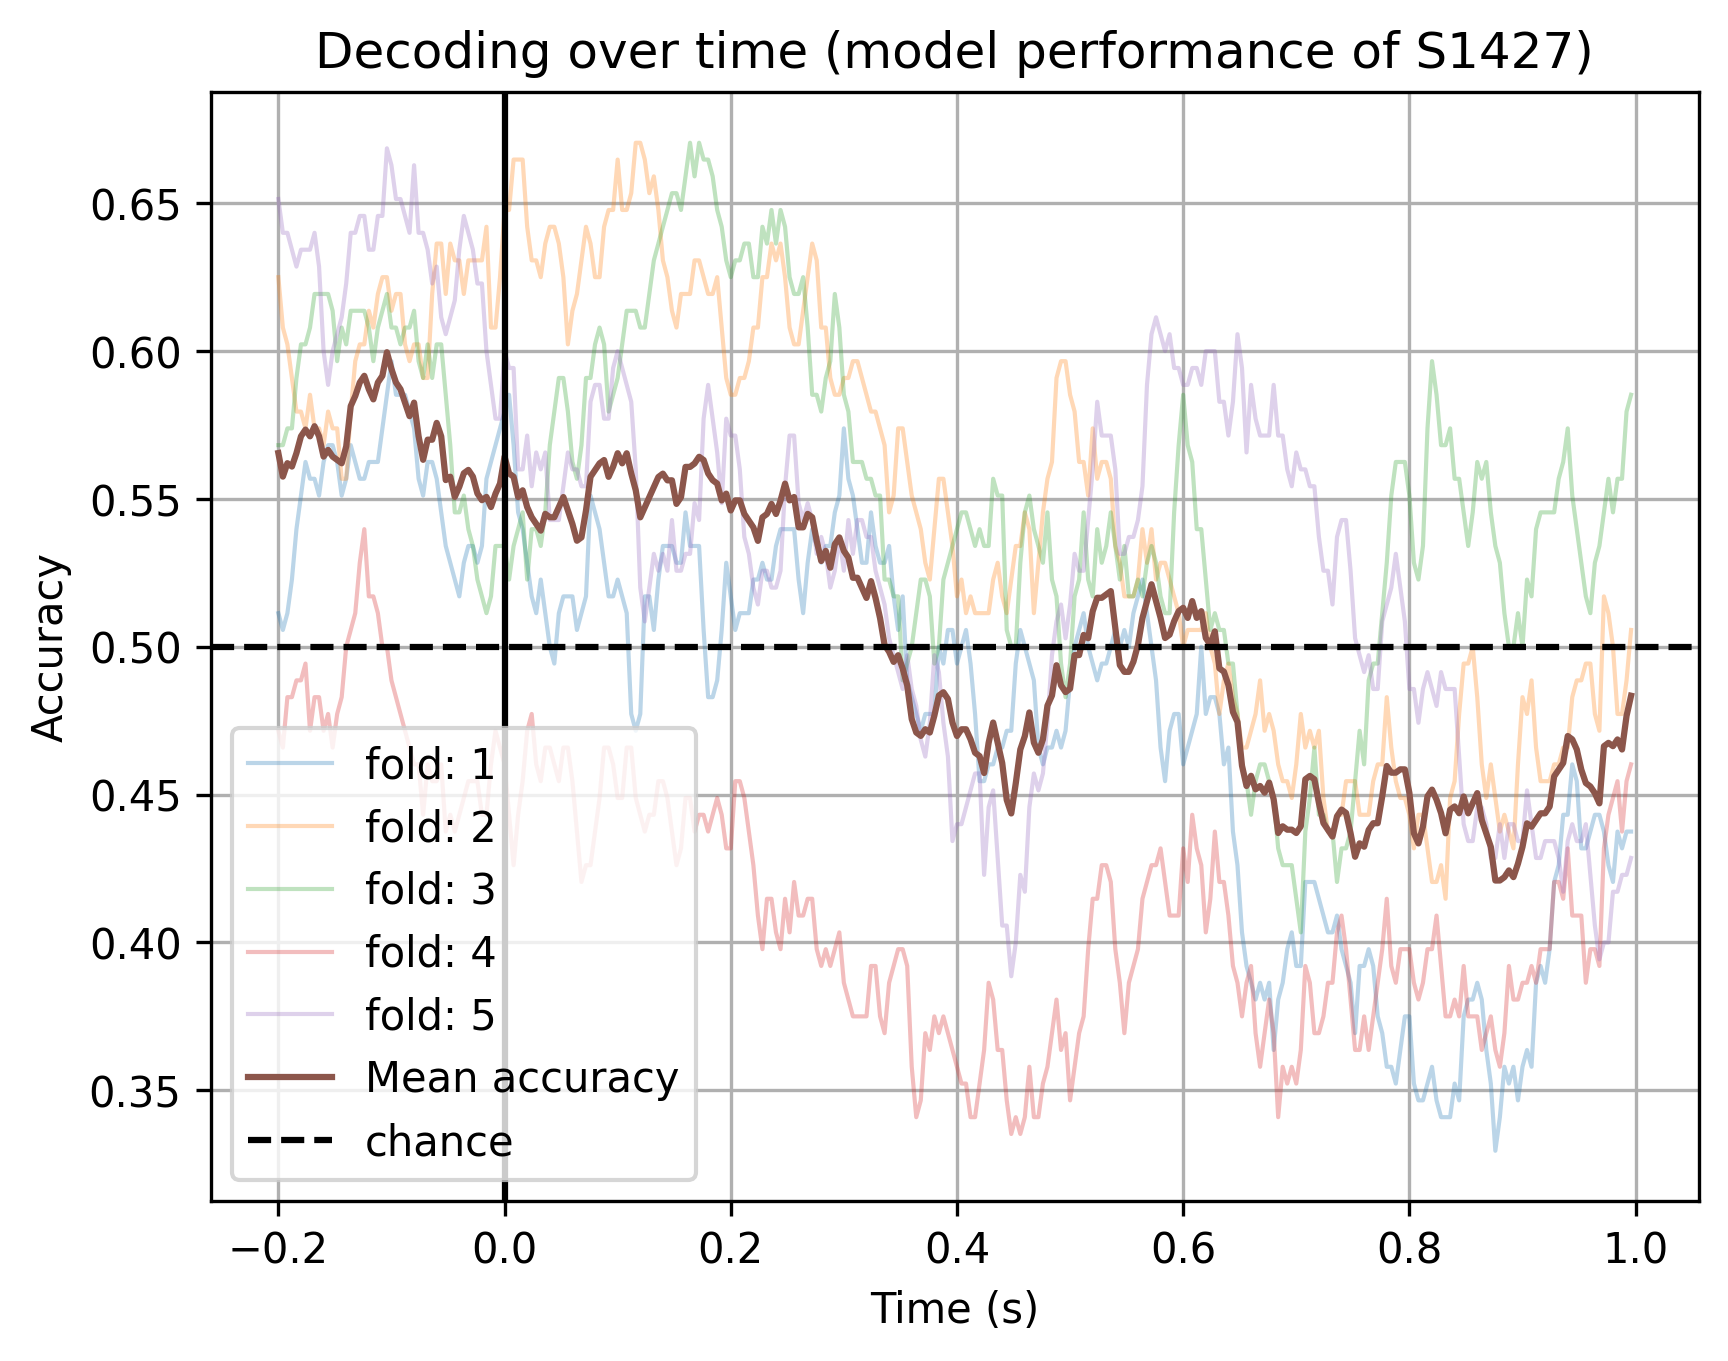 Decoding over time (model performance of S1427)
Accuracy
0.65
0.60
0.55
0.50
0.45
0.40
0.35
fold: 1
fold: 2
fold: 3
fold: 4
fold: 5
Mean accuracy
chance
−0.2 0.0 0.2 0.4 0.6 0.8 1.0
Time (s)